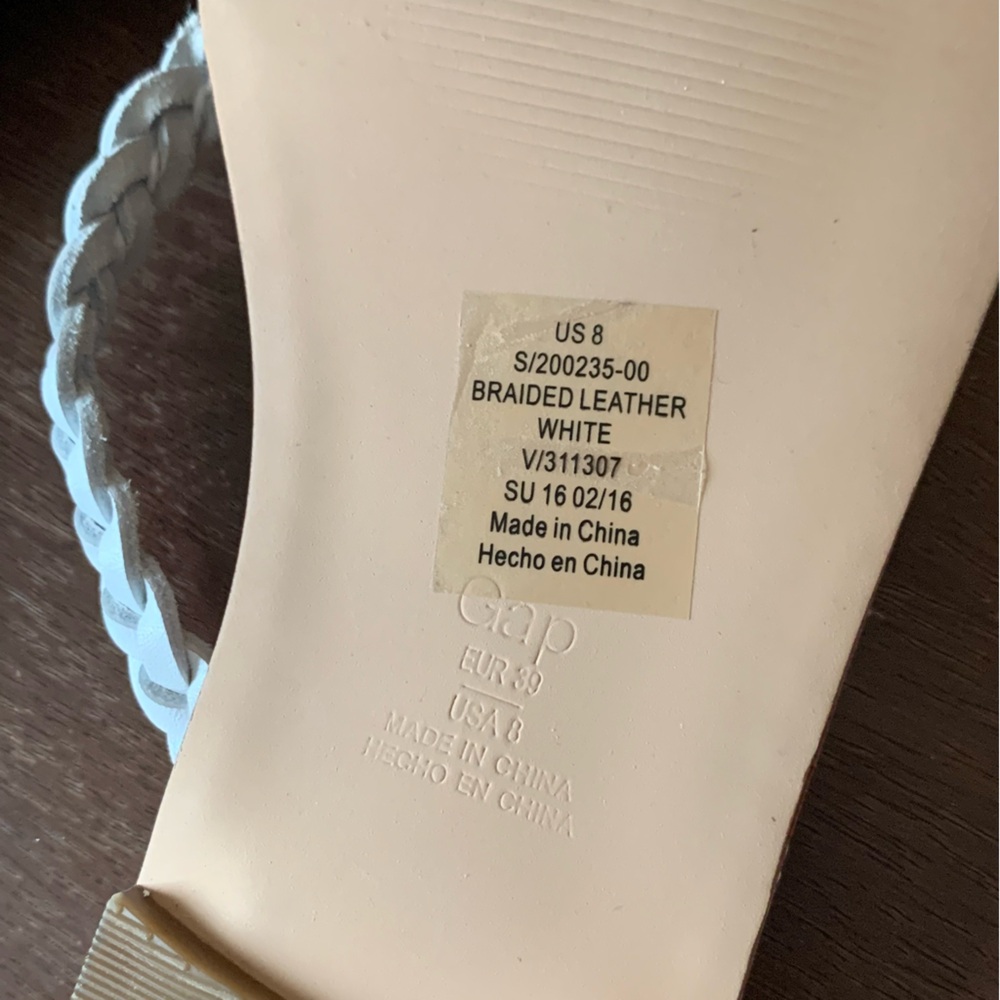 US 8
S/200235-00
BRAIDED LEATHER
WHITE
V/311307
SU 16 02/16
Made in China
Hecho en China
Gap
EUR 39
USA 8
MADE IN CHINA
HECHO EN CHINA